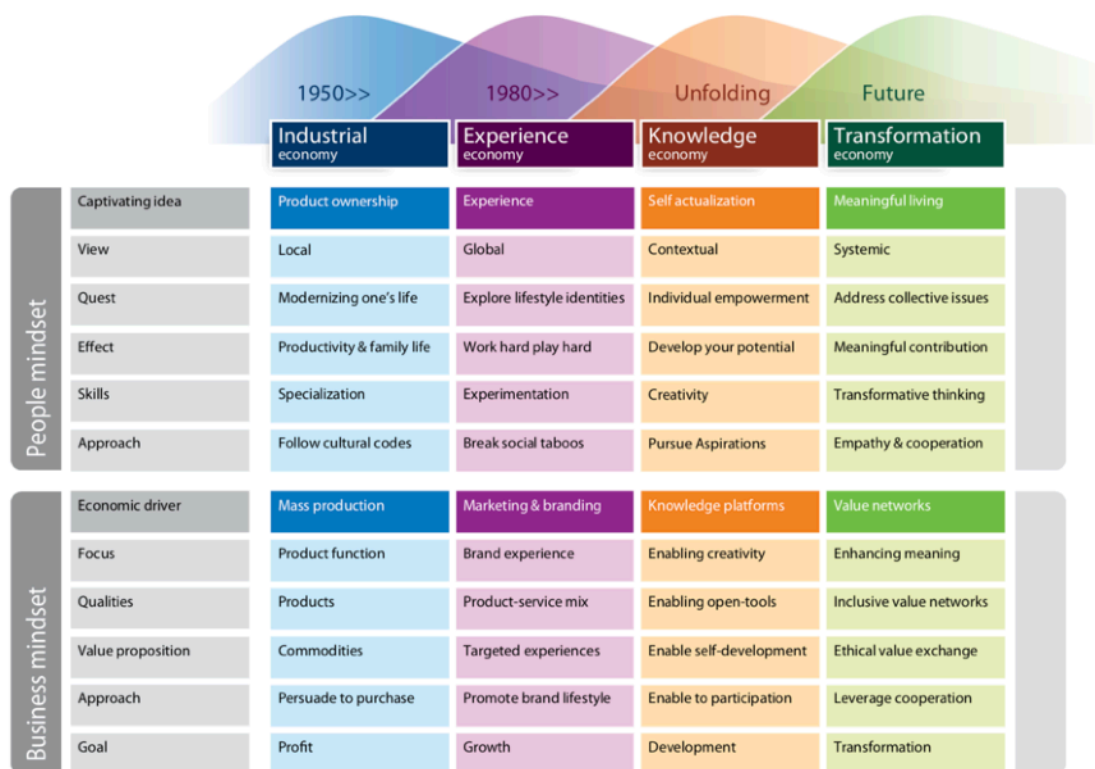 1950>> 1980>> Unfolding Future
Industrial Experience Knowledge Transformation
economy economy economy economy
People mindset
Captivating idea Product ownership Experience Self actualization Meaningful living
View Local Global Contextual Systemic
Quest Modernizing one's life Explore lifestyle identities Individual empowerment Address collective issues
Effect Productivity & family life Work hard play hard Develop your potential Meaningful contribution
Skills Specialization Experimentation Creativity Transformative thinking
Approach Follow cultural codes Break social taboos Pursue Aspirations Empathy & cooperation
Business mindset
Economic driver Mass production Marketing & branding Knowledge platforms Value networks
Focus Product function Brand experience Enabling creativity Enhancing meaning
Qualities Products Product-service mix Enabling open-tools Inclusive value networks
Value proposition Commodities Targeted experiences Enable self-development Ethical value exchange
Approach Persuade to purchase Promote brand lifestyle Enable to participation Leverage cooperation
Goal Profit Growth Development Transformation